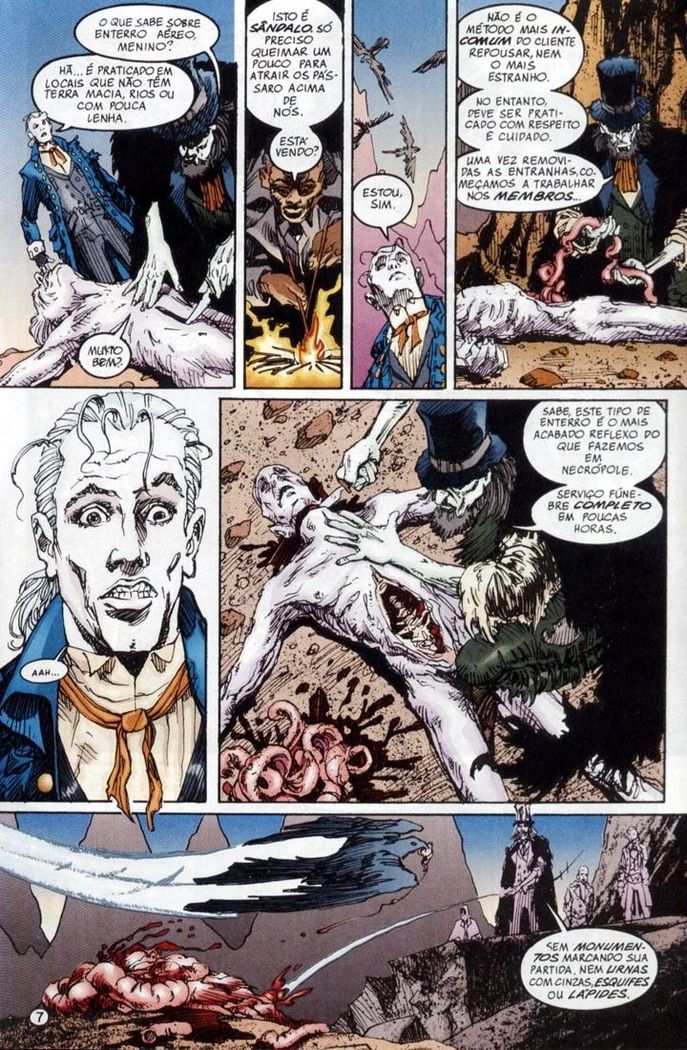 O QUE SABE SOBRE
ENTERRO AÉREO,
MENINO?
HÃ... É PRATICADO EM
LOCAIS QUE NÃO TÊM
TERRA MACIA, RIOS OU
COM POUCA
LENHA.
MUITO
BEM?
ISTO É
SÂNDALO. SÓ
PRECISO
QUEIMAR UM
POUCO PARA
ATRAIR OS PÁS-
SARO ACIMA
DE
NÓS.
ESTÁ
VENDO?
ESTOU,
SIM.
NÃO É O
MÉTODO MAIS IN-
COMUM DO CLIENTE
REPOUSAR, NEM
O MAIS
ESTRANHO.
NO ENTANTO,
DEVE SER PRATI-
CADO COM RESPEITO
E CUIDADO.
UMA VEZ REMOVI-
DAS AS ENTRANHAS, CO-
MEÇAMOS A TRABALHAR
NOS MEMBROS...
AAH...
SABE, ESTE TIPO DE
ENTERRO É O MAIS
ACABADO REFLEXO DO
QUE FAZEMOS
EM
NECRÓPOLE.
SERVIÇO FÚNE-
BRE COMPLETO
EM POUCAS
HORAS.
SEM MONUMEN-
TOS MARCANDO SUA
PARTIDA, NEM URNAS
COM CINZAS, ESQUIFES
OU LÁPIDES.
7